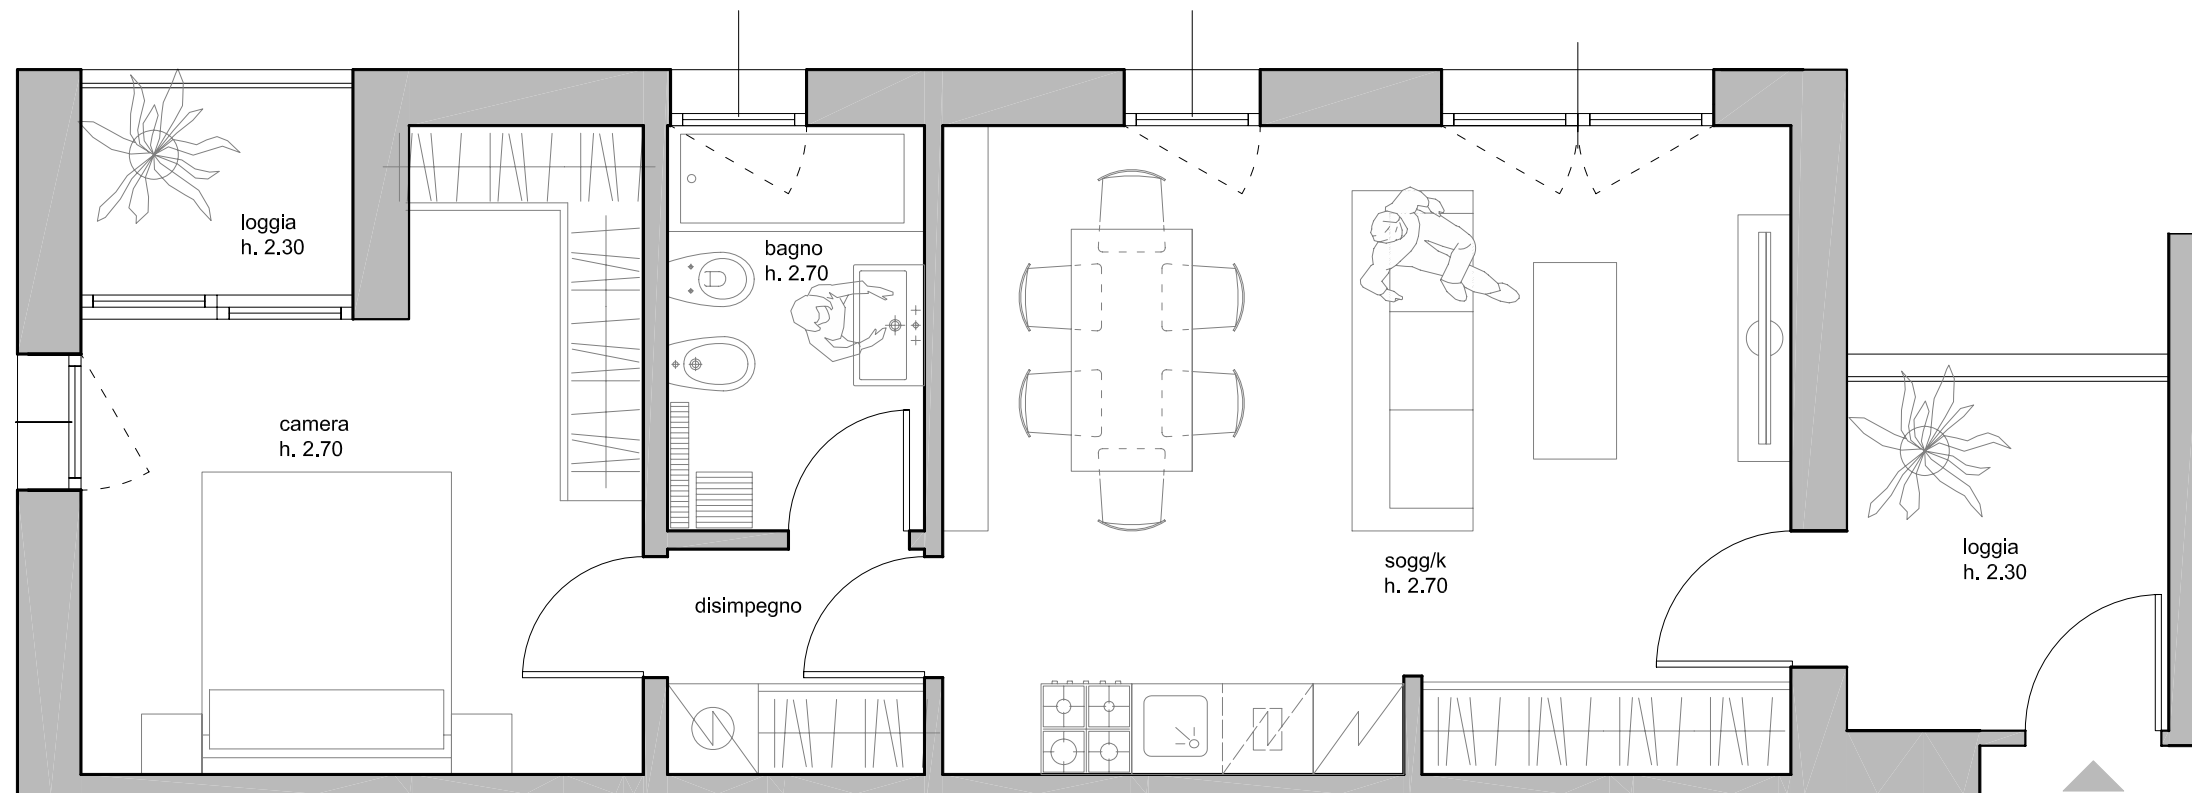 loggia
h. 2.30
bagno
h. 2.70
camera
h. 2.70
disimpegno
sogg/k
h. 2.70
loggia
h. 2.30